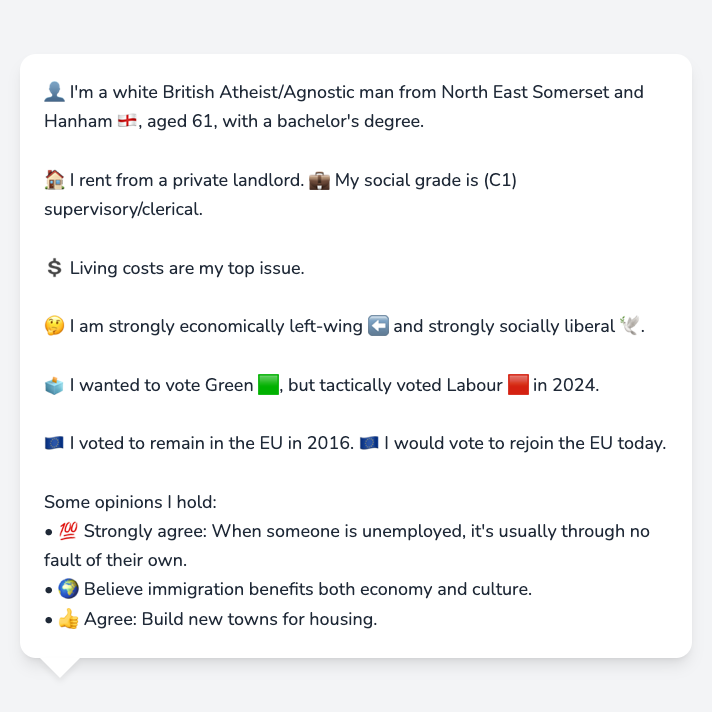 👤 I'm a white British Atheist/Agnostic man from North East Somerset and
Hanham 🏴󠁧󠁢󠁥󠁮󠁧󠁿, aged 61, with a bachelor's degree.
🏠 I rent from a private landlord. 💼 My social grade is (C1)
supervisory/clerical.
💲 Living costs are my top issue.
🤔 I am strongly economically left-wing ⬅️ and strongly socially liberal 🕊️.
🗳️ I wanted to vote Green 🟩, but tactically voted Labour 🟥 in 2024.
🇪🇺 I voted to remain in the EU in 2016. 🇪🇺 I would vote to rejoin the EU today.
Some opinions I hold:
• 💯 Strongly agree: When someone is unemployed, it's usually through no
fault of their own.
• 🌍 Believe immigration benefits both economy and culture.
• 👍 Agree: Build new towns for housing.